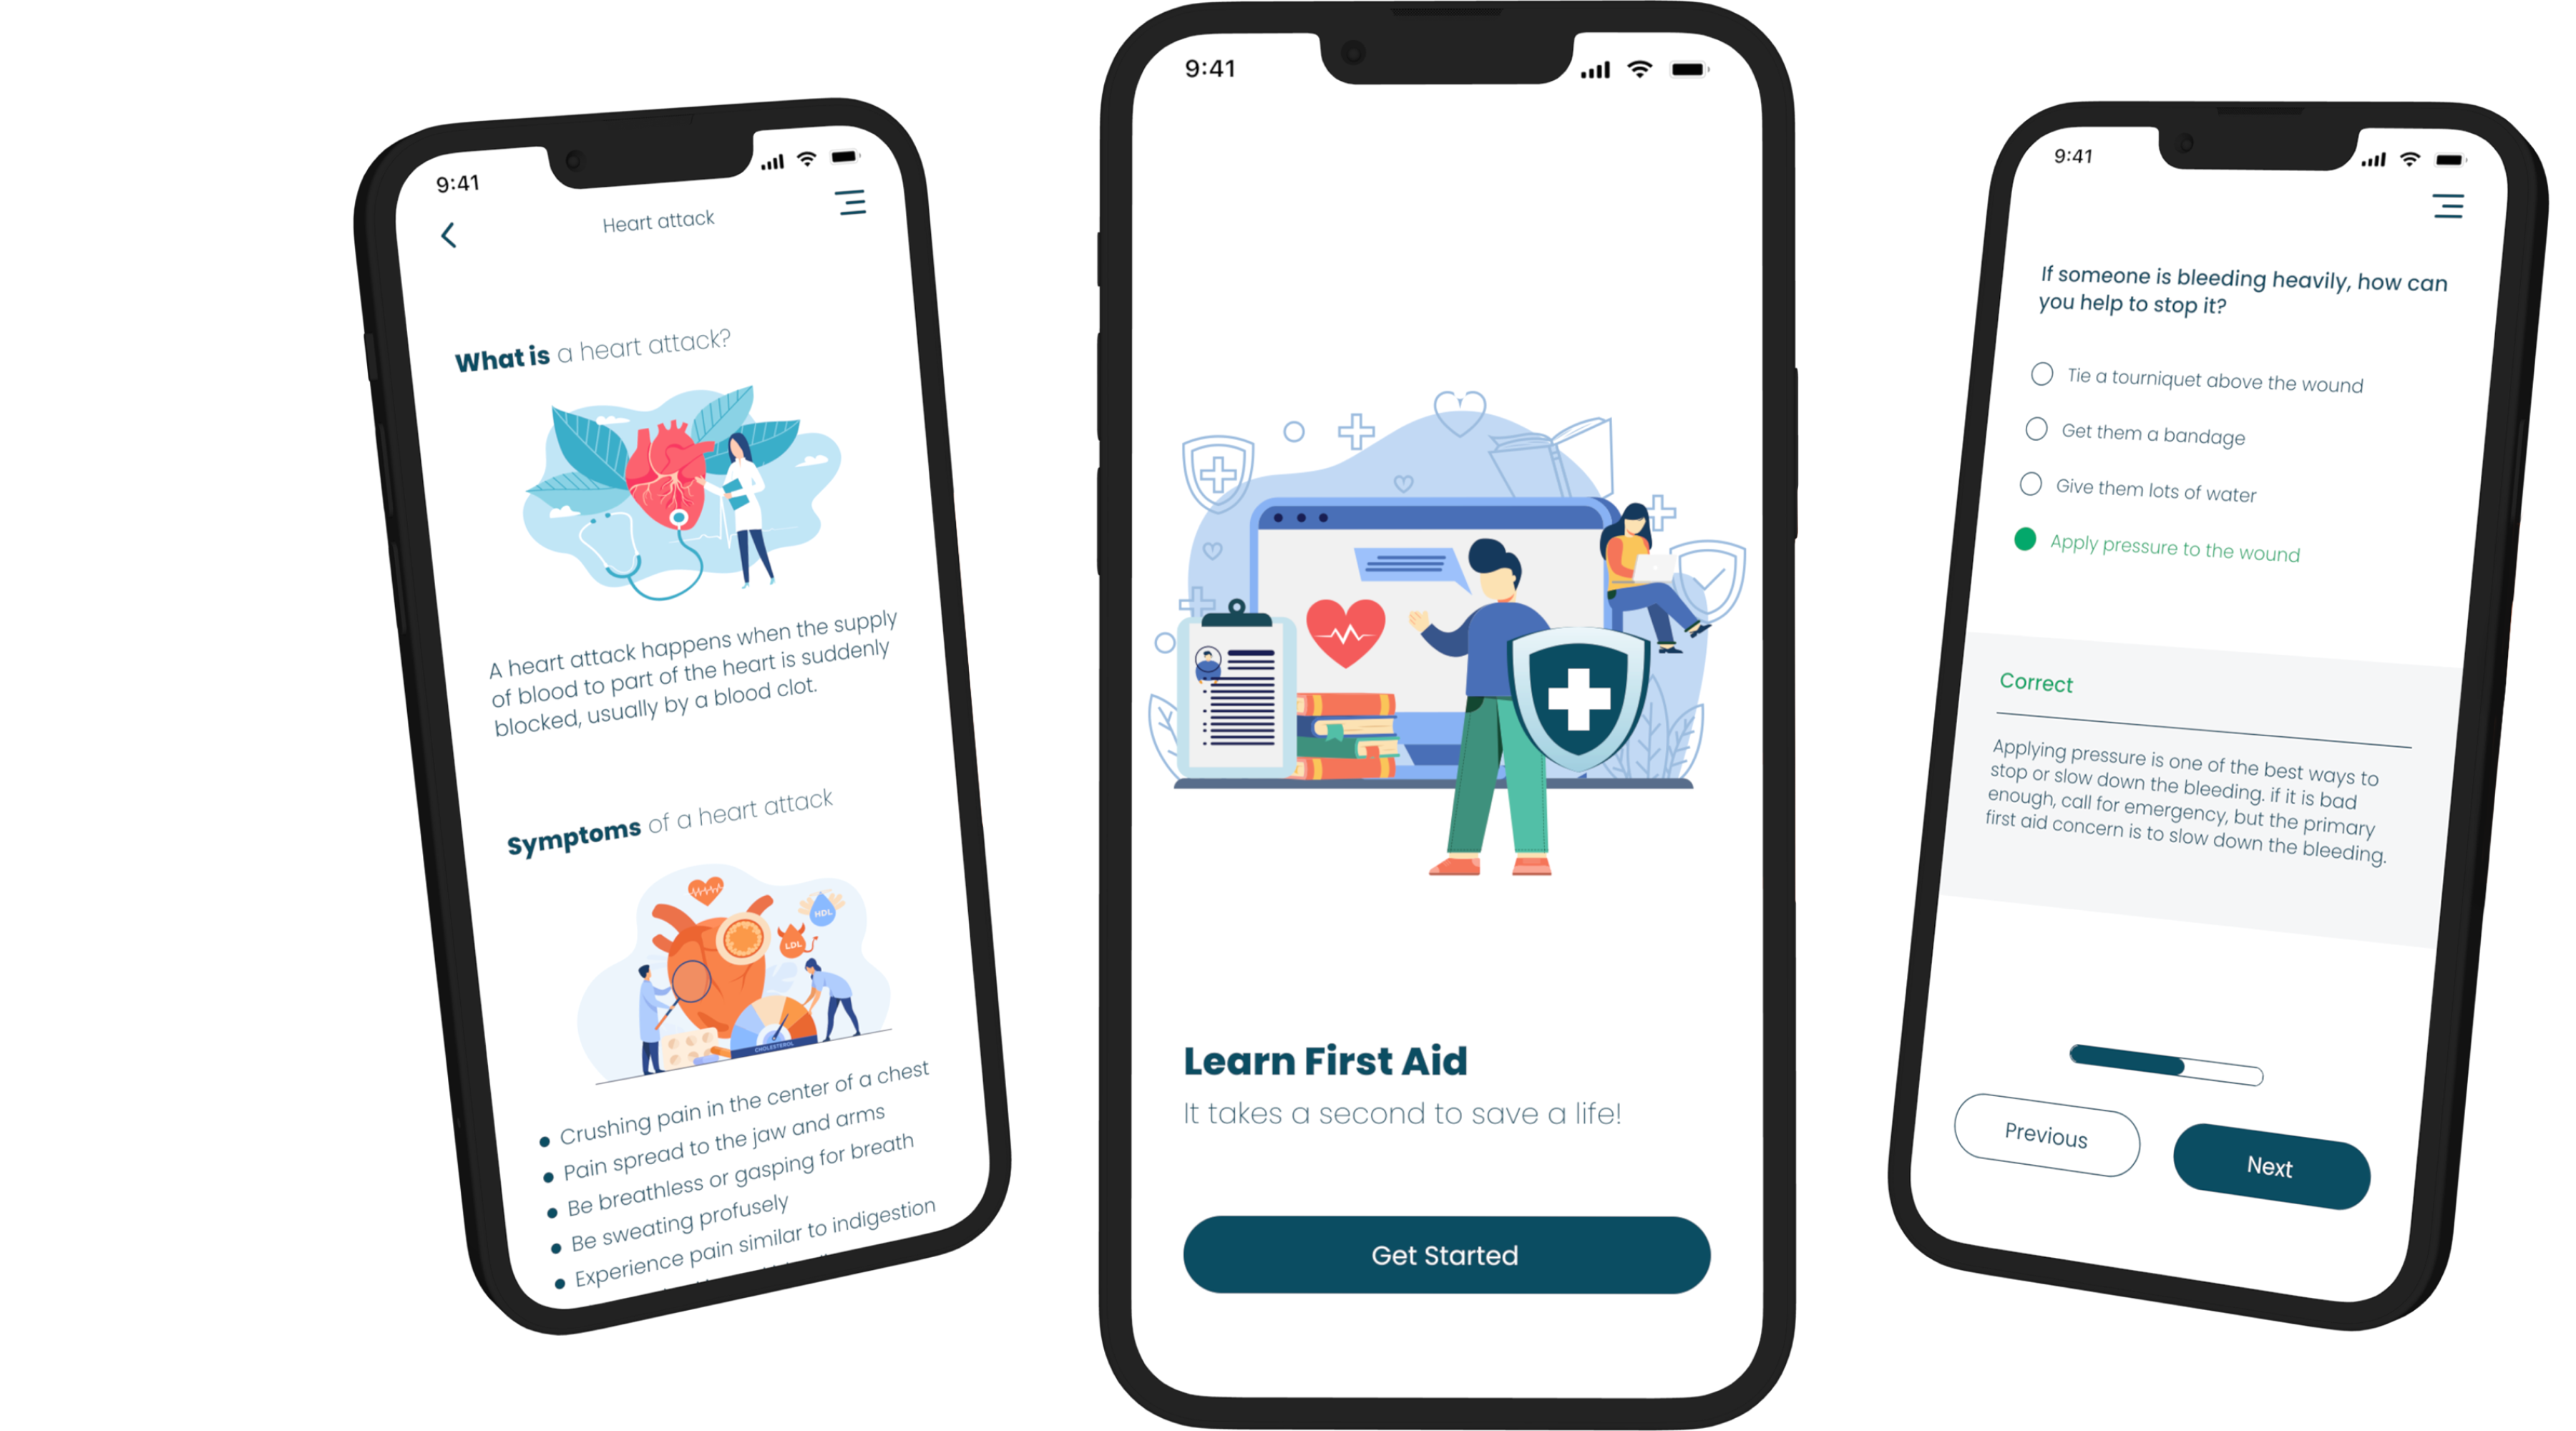 9:41
Heart attack
What is a heart attack?
A heart attack happens when the supply
of blood to part of the heart is suddenly
blocked, usually by a blood clot.
Symptoms of a heart attack
HDL
LDL
CHOLESTEROL
Crushing pain in the center of a chest
Pain spread to the jaw and arms
Be breathless or gasping for breath
Be sweating profusely
Experience pain similar to indigestion
9:41
Learn First Aid
It takes a second to save a life!
Get Started
9:41
If someone is bleeding heavily, how can
you help to stop it?
Tie a tourniquet above the wound
Get them a bandage
Give them lots of water
Apply pressure to the wound
Correct
Applying pressure is one of the best ways to
stop or slow down the bleeding. if it is bad
enough, call for emergency, but the primary
first aid concern is to slow down the bleeding.
Previous
Next